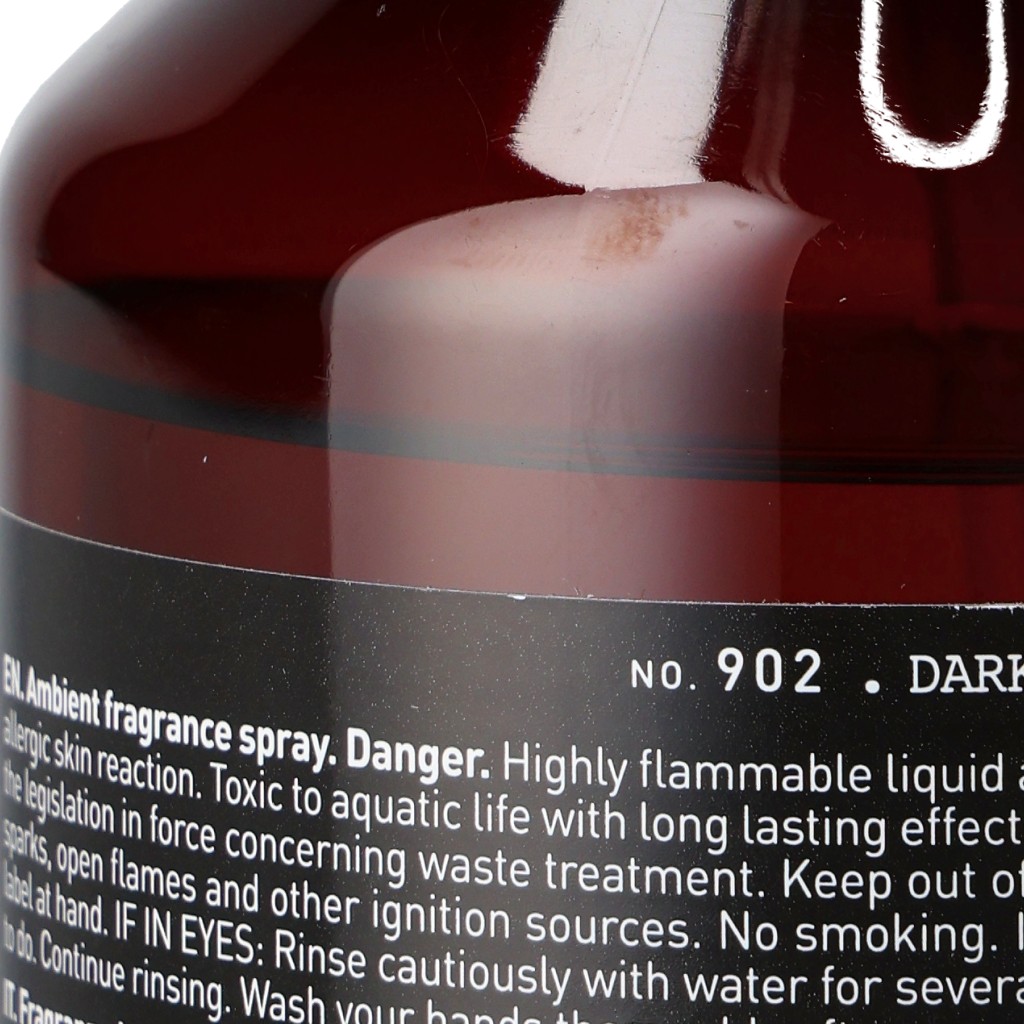 NO. 902 . DARK
EN. Ambient fragrance spray. Danger. Highly flammable liquid a
allergic skin reaction. Toxic to aquatic life with long lasting effect
the legislation in force concerning waste treatment. Keep out of
sparks, open flames and other ignition sources. No smoking. I
label at hand. IF IN EYES: Rinse cautiously with water for severa
to do. Continue rinsing. Wash your hands
IT. Fragran